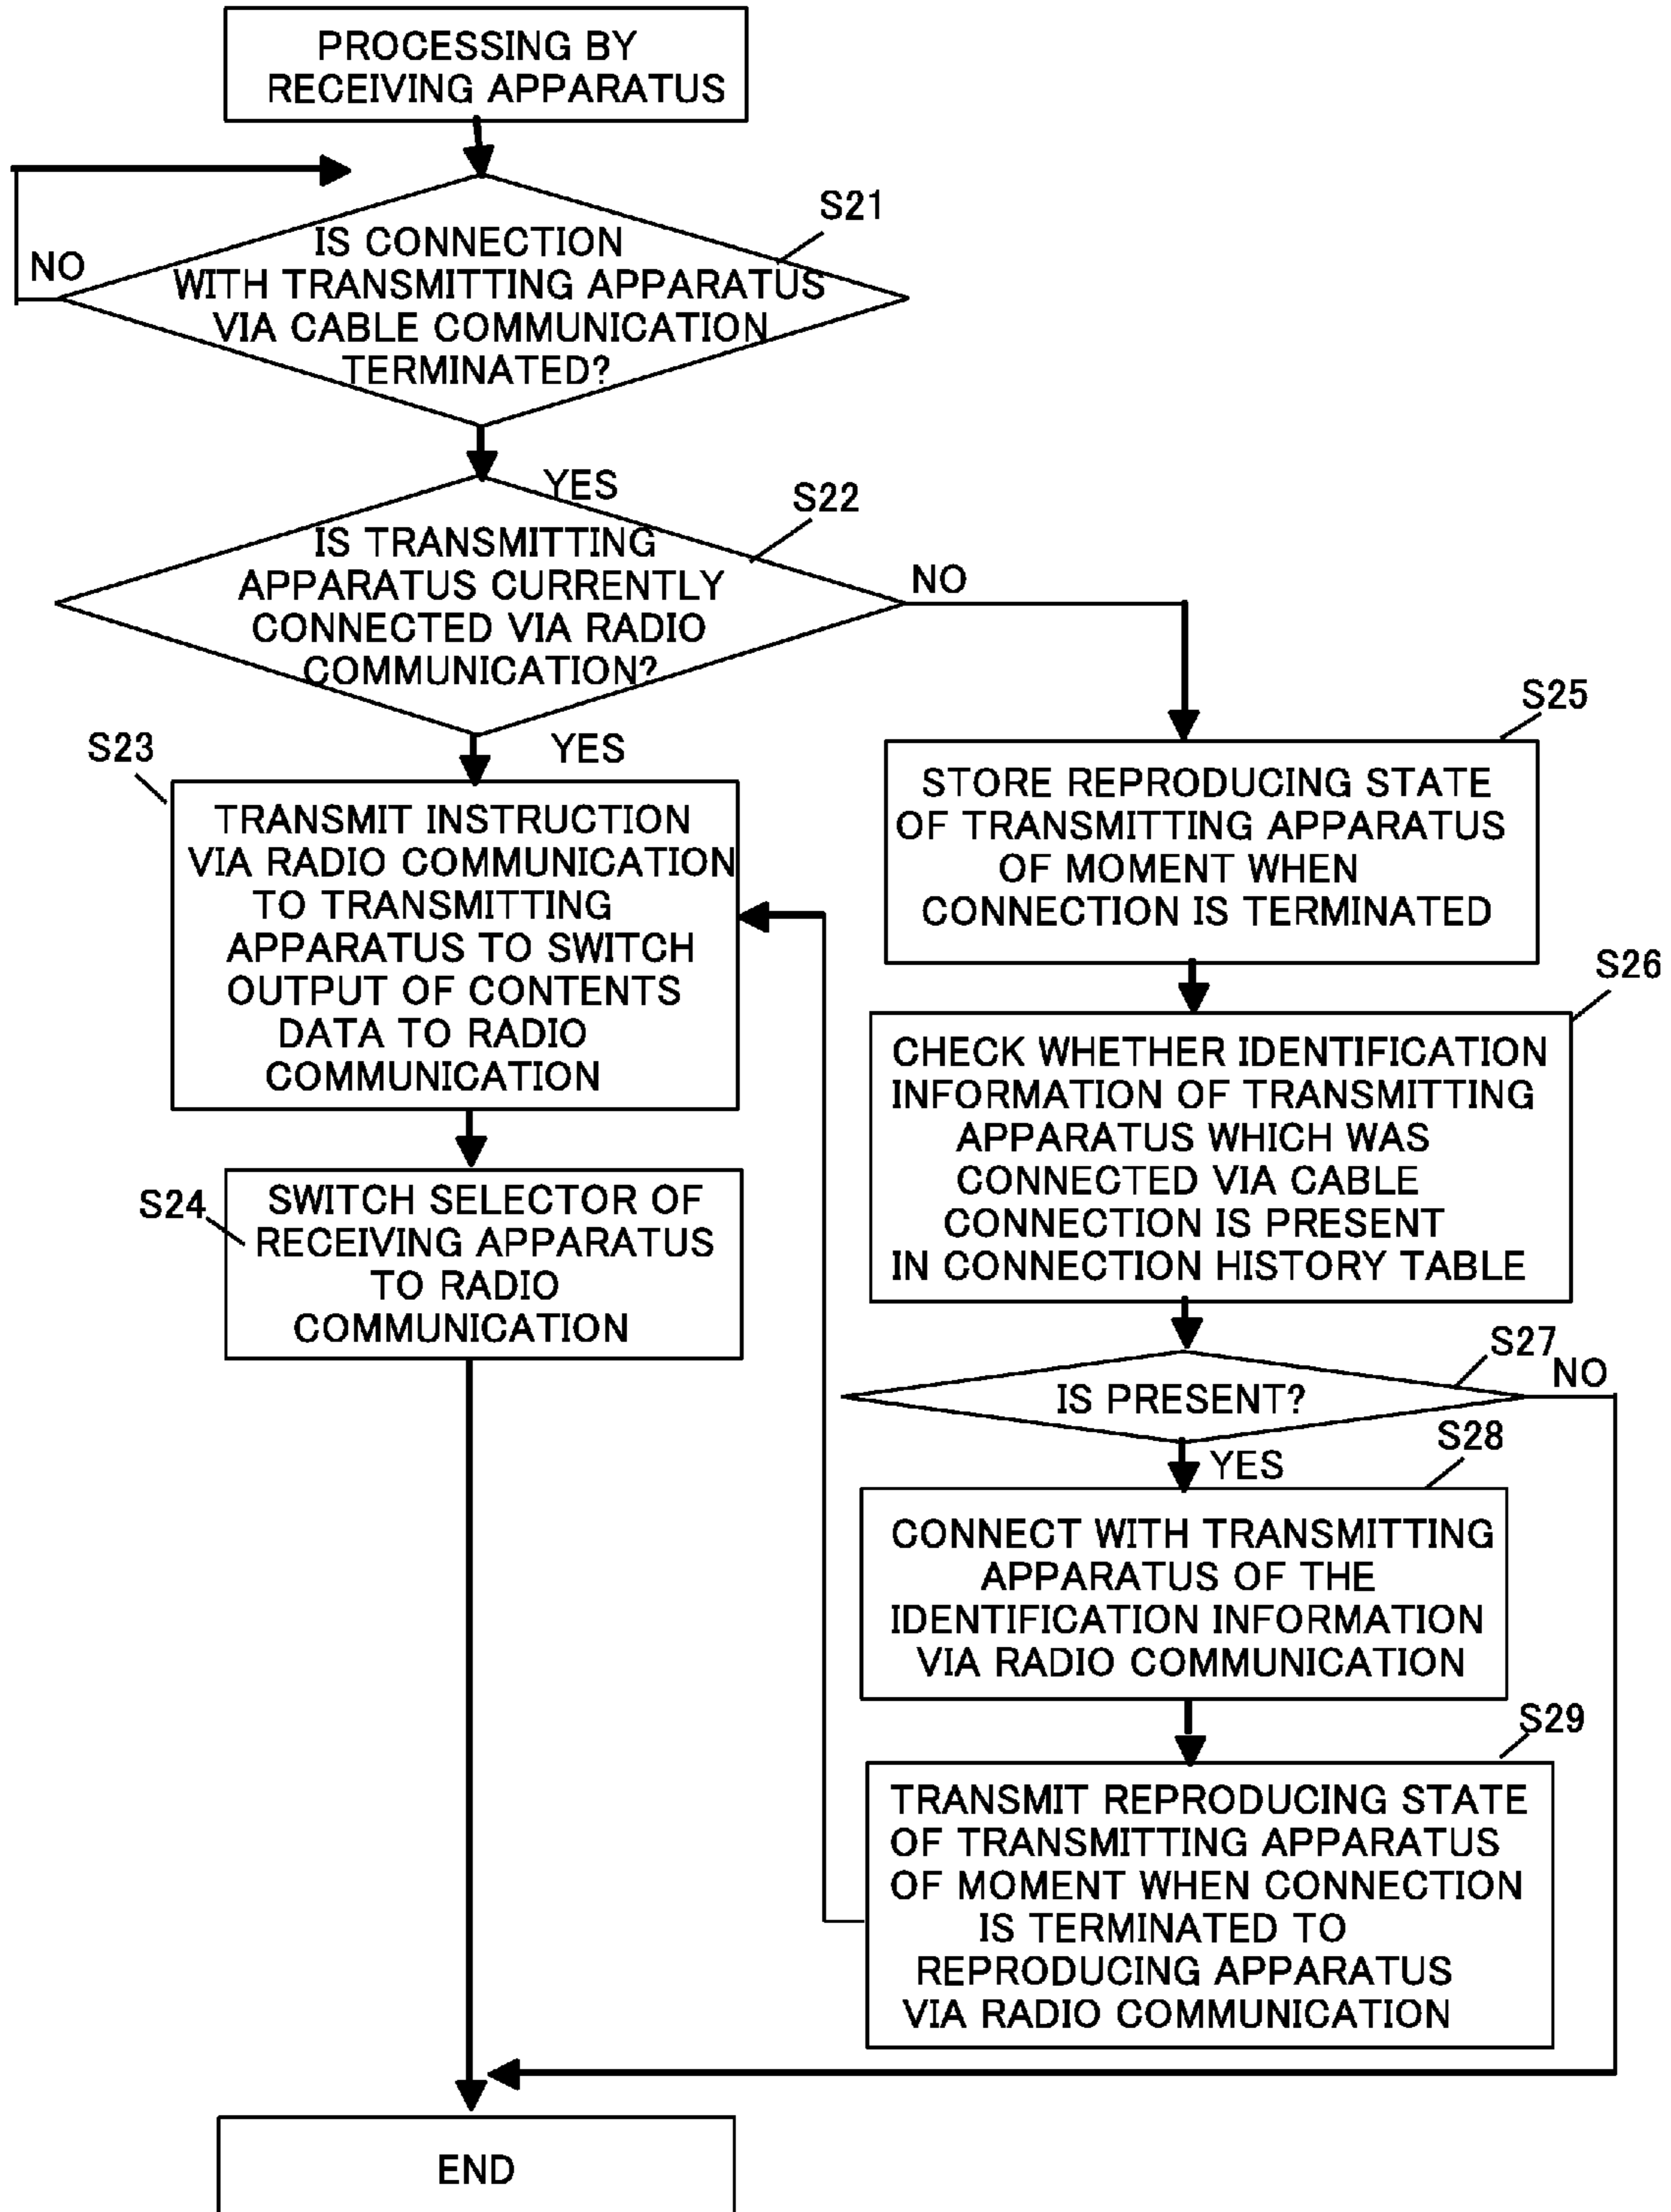 PROCESSING BY
RECEIVING APPARATUS
S21
NO
IS CONNECTION
WITH TRANSMITTING APPARATUS
VIA CABLE COMMUNICATION
TERMINATED?
YES
S22
IS TRANSMITTING
APPARATUS CURRENTLY
CONNECTED VIA RADIO
COMMUNICATION?
NO
YES
S23
TRANSMIT INSTRUCTION
VIA RADIO COMMUNICATION
TO TRANSMITTING
APPARATUS TO SWITCH
OUTPUT OF CONTENTS
DATA TO RADIO
COMMUNICATION
S24
SWITCH SELECTOR OF
RECEIVING APPARATUS
TO RADIO
COMMUNICATION
S25
STORE REPRODUCING STATE
OF TRANSMITTING APPARATUS
OF MOMENT WHEN
CONNECTION IS TERMINATED
S26
CHECK WHETHER IDENTIFICATION
INFORMATION OF TRANSMITTING
APPARATUS WHICH WAS
CONNECTED VIA CABLE
CONNECTION IS PRESENT
IN CONNECTION HISTORY TABLE
S27
NO
IS PRESENT?
YES
S28
CONNECT WITH TRANSMITTING
APPARATUS OF THE
IDENTIFICATION INFORMATION
VIA RADIO COMMUNICATION
S29
TRANSMIT REPRODUCING STATE
OF TRANSMITTING APPARATUS
OF MOMENT WHEN CONNECTION
IS TERMINATED TO
REPRODUCING APPARATUS
VIA RADIO COMMUNICATION
END